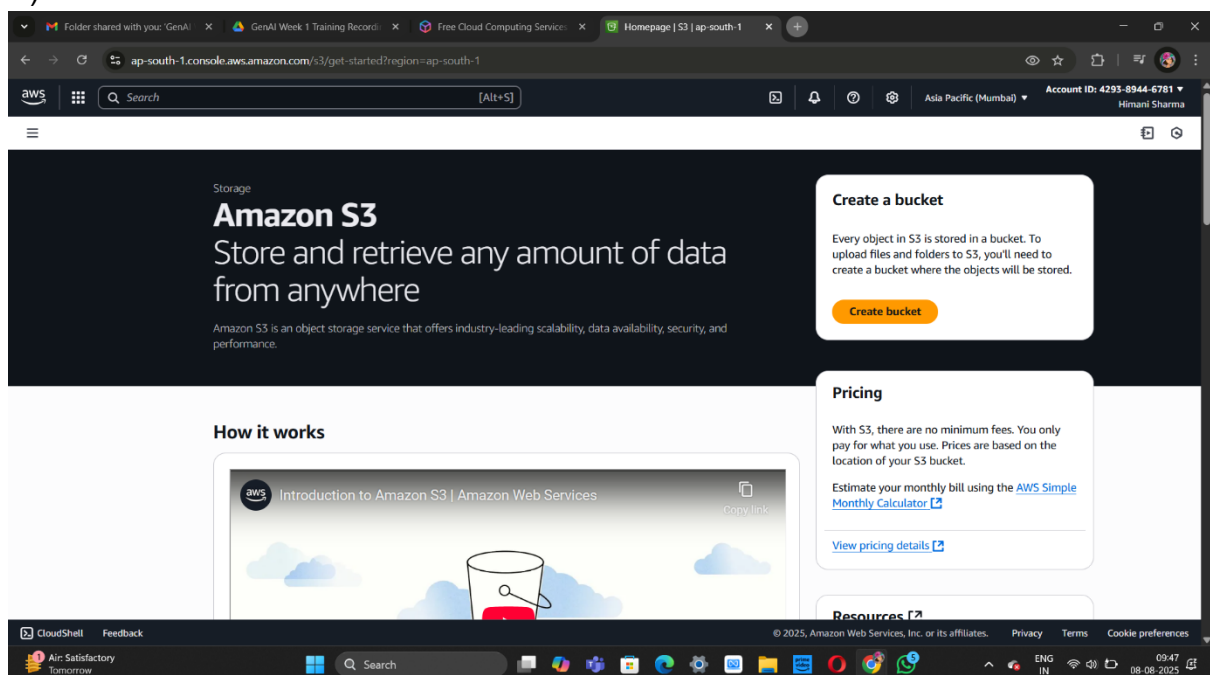 Folder shared with you: 'GenAI
GenAI Week 1 Training Recordi
Free Cloud Computing Services
Homepage | S3 | ap-south-1
ap-south-1.console.aws.amazon.com/s3/get-started?region=ap-south-1
aws
Search
[Alt+S]
Asia Pacific (Mumbai)
Account ID: 4293-8944-6781
Himani Sharma
Storage
Amazon S3
Store and retrieve any amount of data
from anywhere
Amazon S3 is an object storage service that offers industry-leading scalability, data availability, security, and
performance.
Create a bucket
Every object in S3 is stored in a bucket. To
upload files and folders to S3, you'll need to
create a bucket where the objects will be stored.
Create bucket
Pricing
With S3, there are no minimum fees. You only
pay for what you use. Prices are based on the
location of your S3 bucket.
Estimate your monthly bill using the AWS Simple
Monthly Calculator
View pricing details
How it works
aws
Introduction to Amazon S3 | Amazon Web Services
Copy link
Resources
CloudShell
Feedback
© 2025, Amazon Web Services, Inc. or its affiliates.
Privacy
Terms
Cookie preferences
1
Air: Satisfactory
Tomorrow
Search
ENG
IN
09:47
08-08-2025